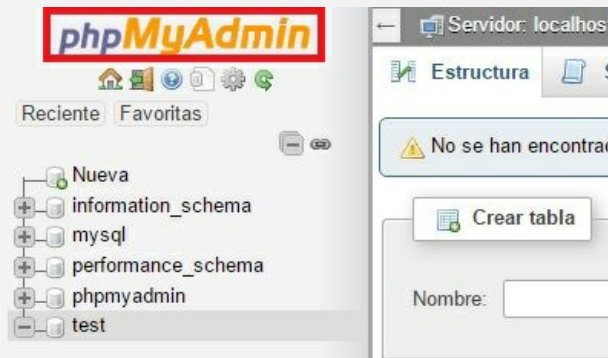 phpMyAdmin
Reciente Favoritas
Nueva
information_schema
mysql
performance_schema
phpmyadmin
test
Servidor: localhos
Estructura S
No se han encontrad
Crear tabla
Nombre: